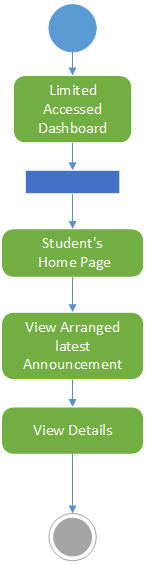 Limited
Accessed
Dashboard
Student's
Home Page
View Arranged
latest
Announcement
View Details